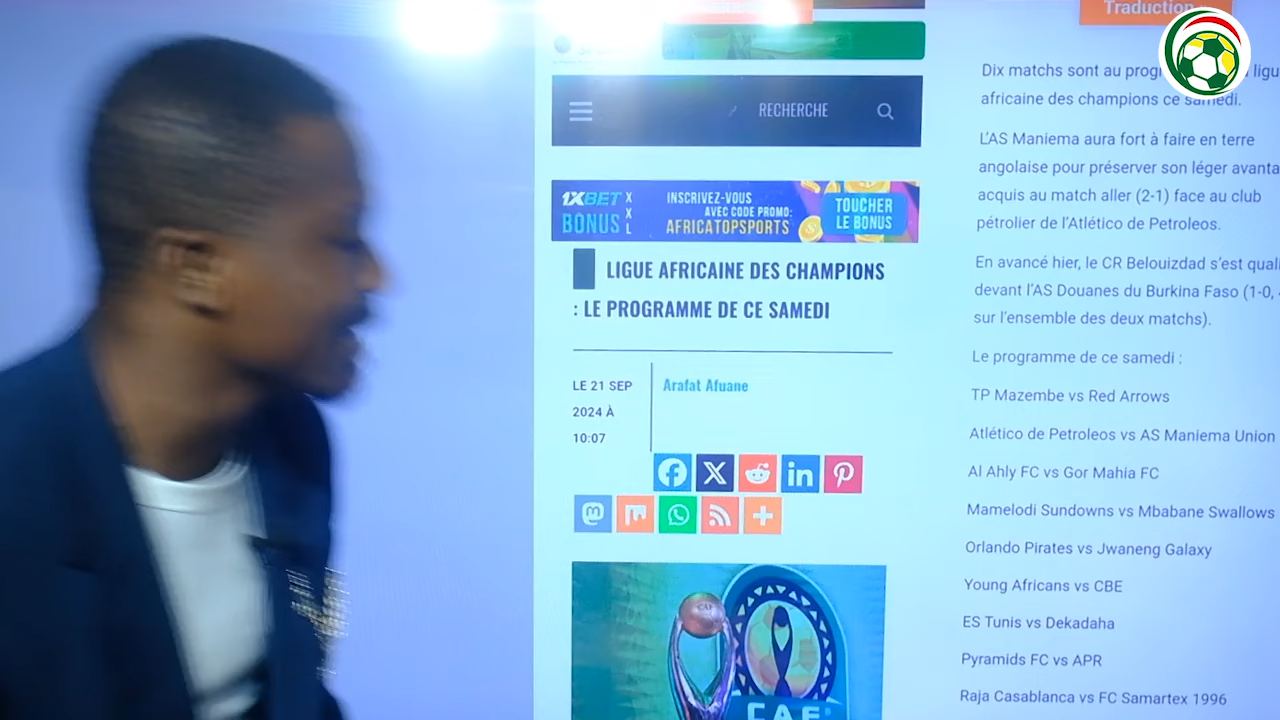 Traduction
RECHERCHE
1XBET
BONUS
X
X
L
INSCRIVEZ-VOUS
AVEC CODE PROMO:
AFRICATOPSPORTS
TOUCHER
LE BONUS
LIGUE AFRICAINE DES CHAMPIONS
: LE PROGRAMME DE CE SAMEDI
LE 21 SEP
2024 À
10:07
Arafat Afuane
CAF
CAF
Dix matchs sont au
africaine des champions ce samedi.
L'AS Maniema aura fort à faire en terre
angolaise pour préserver son léger
acquis au match aller (2-1) face au club
pétrolier de l'Atlético de Petroleos.
En avancé hier, le CR Belouizdad s'est
devant l'AS Douanes du Burkina Faso (1-0,
sur l'ensemble des deux matchs).
Le programme de ce samedi :
TP Mazembe vs Red Arrows
Atlético de Petroleos vs AS Maniema Union
Al Ahly FC vs Gor Mahia FC
Mamelodi Sundowns vs Mbabane Swallows
Orlando Pirates vs Jwaneng Galaxy
Young Africans vs CBE
ES Tunis vs Dekadaha
Pyramids FC vs APR
Raja Casablanca vs FC Samartex 1996